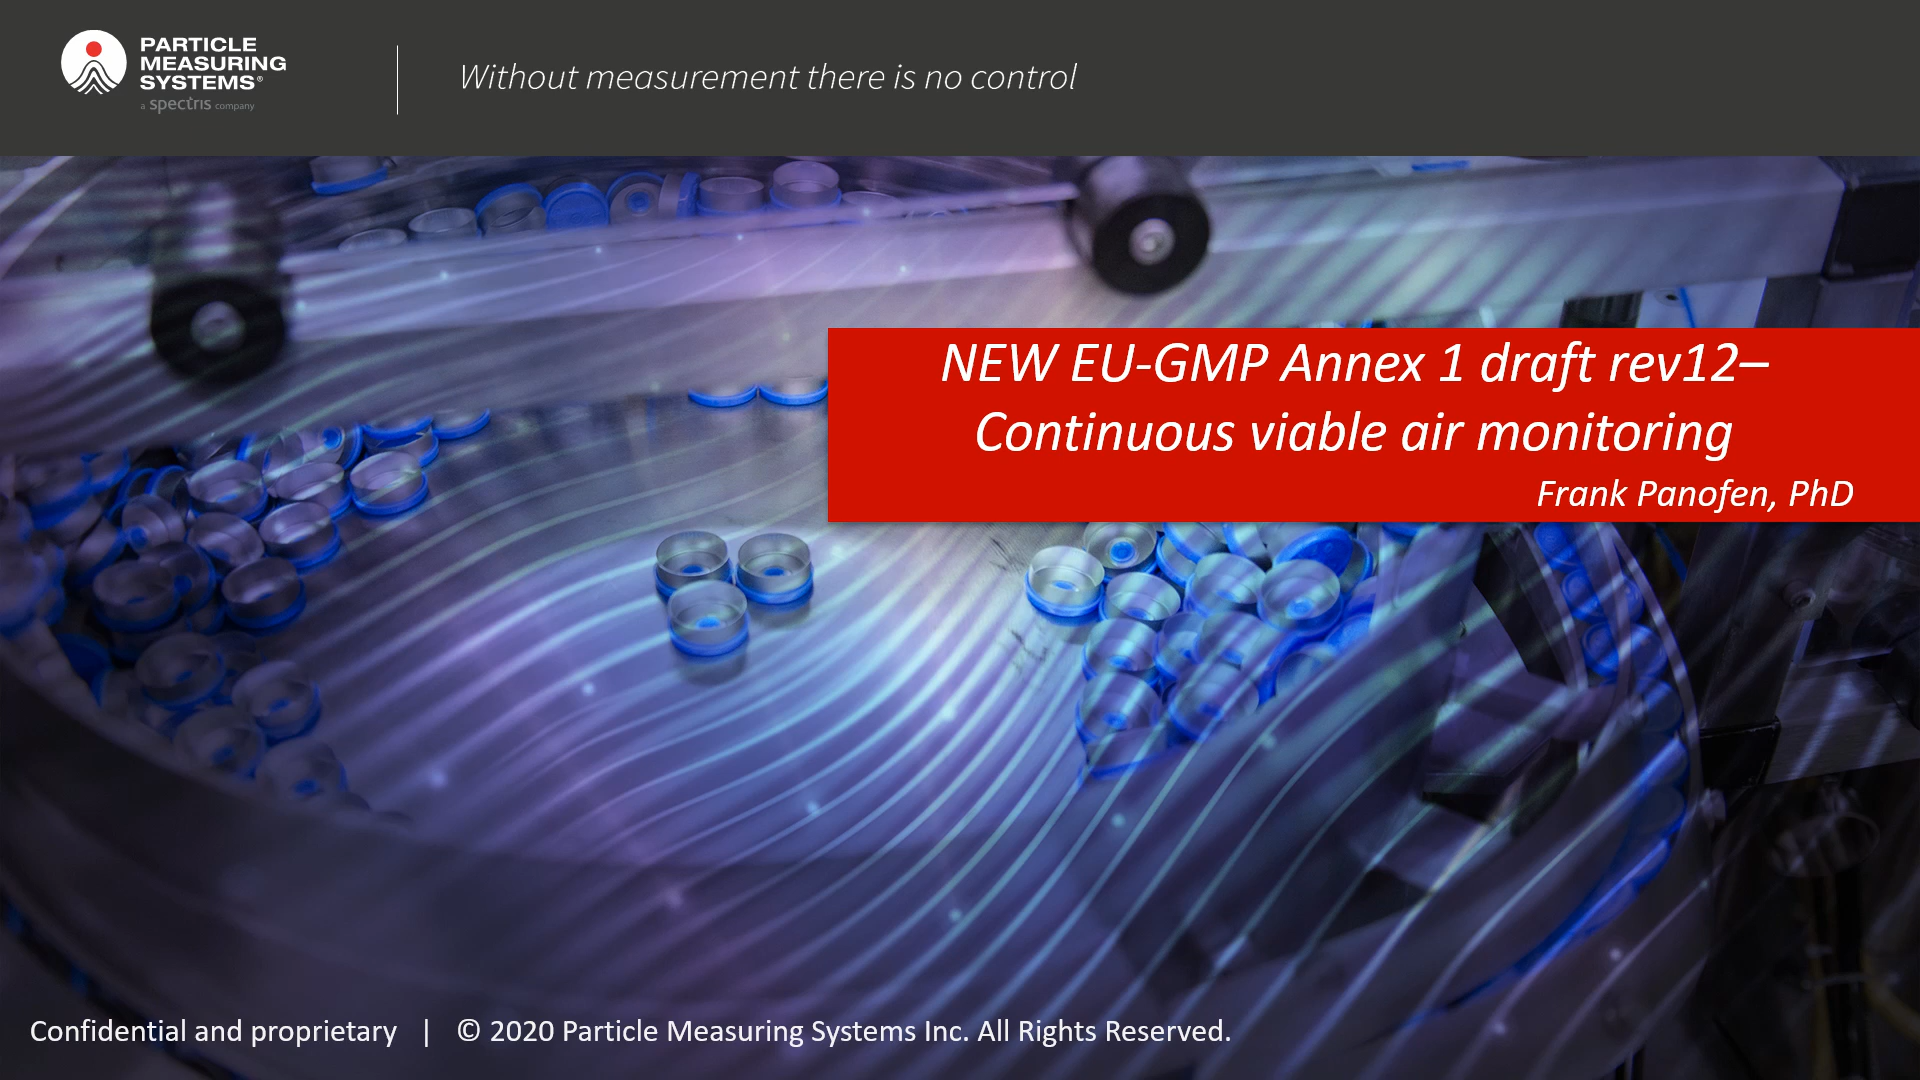 PARTICLE
MEASURING
SYSTEMS®
a spectris company
Without measurement there is no control
NEW EU-GMP Annex 1 draft rev12–
Continuous viable air monitoring
Frank Panofen, PhD
Confidential and proprietary | © 2020 Particle Measuring Systems Inc. All Rights Reserved.